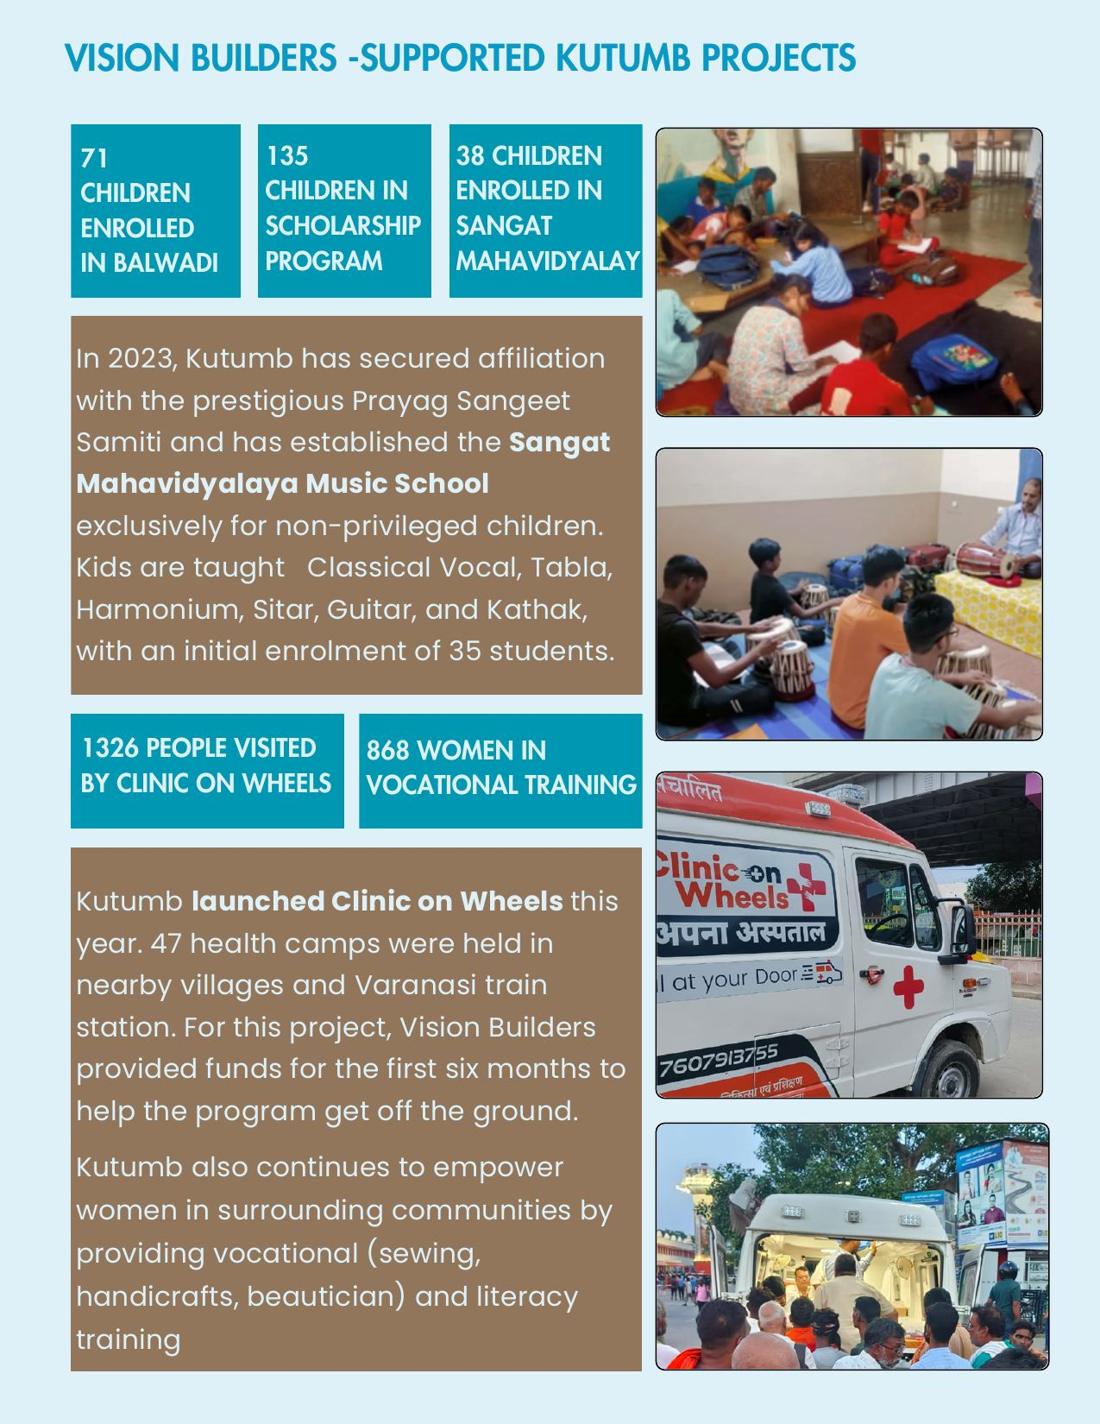 VISION BUILDERS -SUPPORTED KUTUMB PROJECTS
71
CHILDREN
ENROLLED
IN BALWADI
135
CHILDREN IN
SCHOLARSHIP
PROGRAM
38 CHILDREN
ENROLLED IN
SANGAT
MAHAVIDYALAY
In 2023, Kutumb has secured affiliation
with the prestigious Prayag Sangeet
Samiti and has established the Sangat
Mahavidyalaya Music School
exclusively for non-privileged children.
Kids are taught   Classical Vocal, Tabla,
Harmonium, Sitar, Guitar, and Kathak,
with an initial enrolment of 35 students.
1326 PEOPLE VISITED
BY CLINIC ON WHEELS
868 WOMEN IN
VOCATIONAL TRAINING
Kutumb launched Clinic on Wheels this
year. 47 health camps were held in
nearby villages and Varanasi train
station. For this project, Vision Builders
provided funds for the first six months to
help the program get off the ground.
Kutumb also continues to empower
women in surrounding communities by
providing vocational (sewing,
handicrafts, beautician) and literacy
training
संचालित
Clinic on
Wheels
अपना अस्पताल
l at your Door
7607913755
चिकित्सा एवं प्रशिक्षण